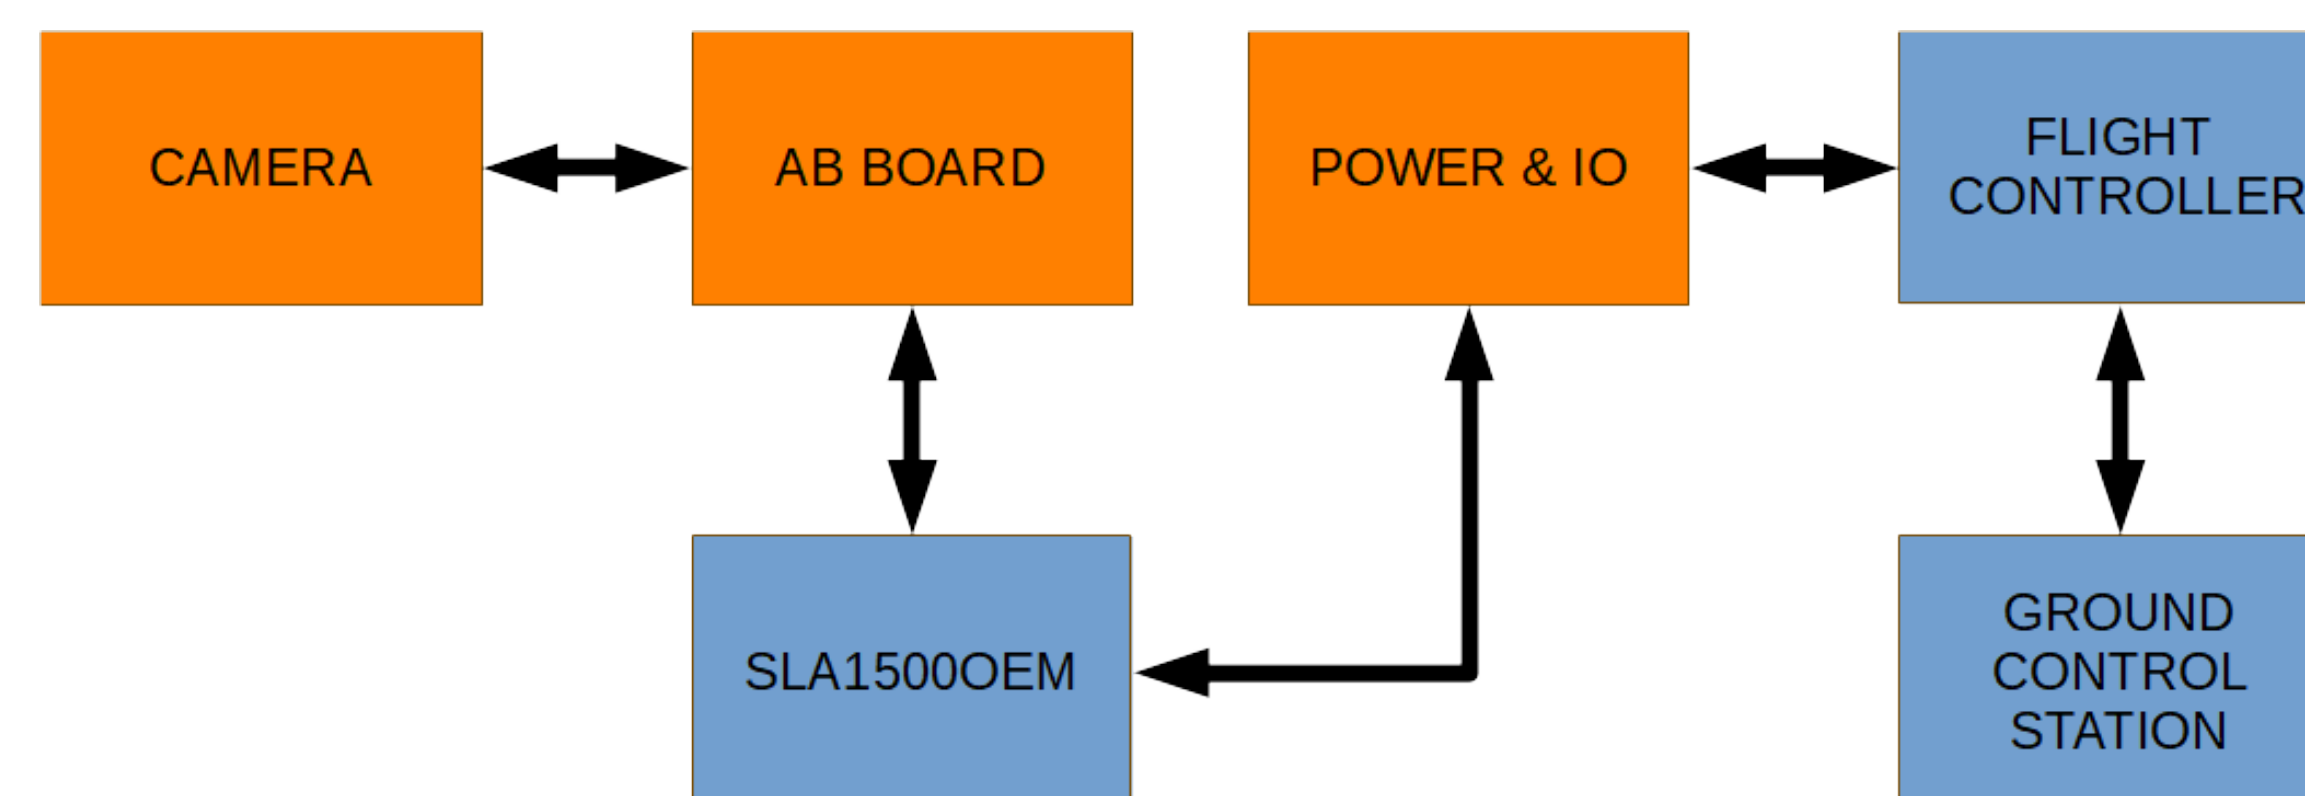 CAMERA
AB BOARD
POWER & IO
FLIGHT
CONTROLLER
SLA1500OEM
GROUND
CONTROL
STATION